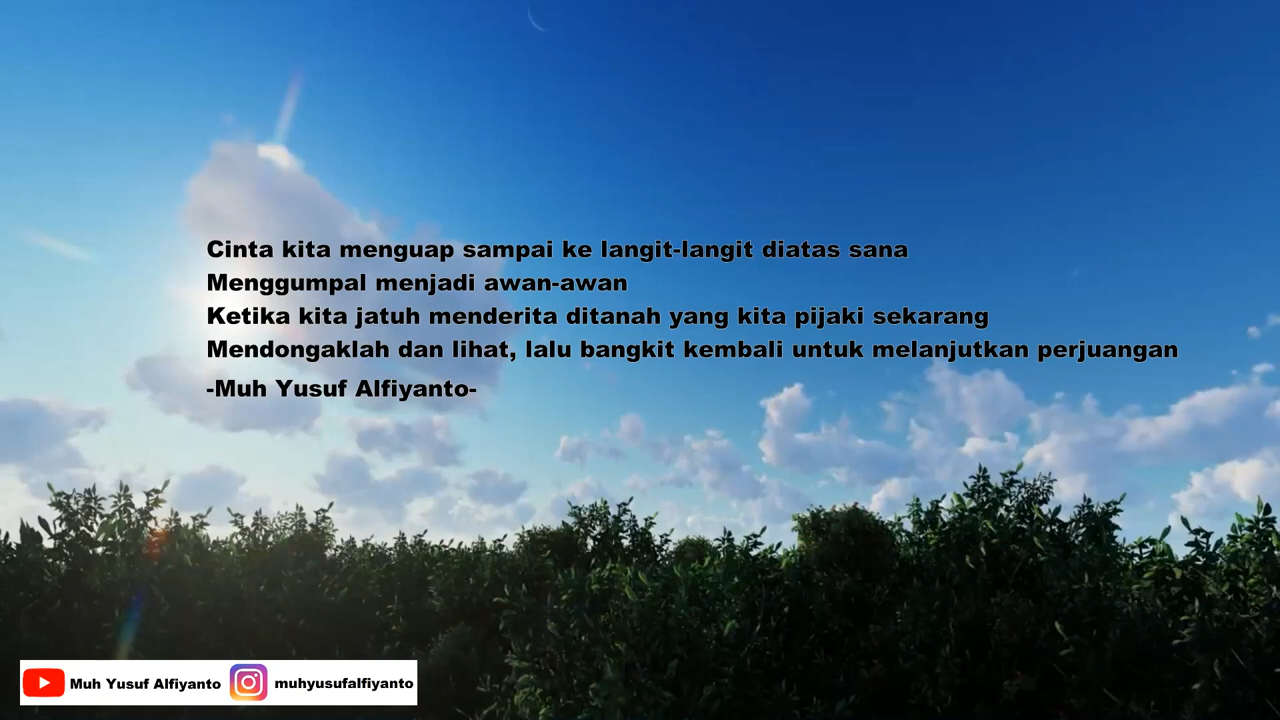 Cinta kita menguap sampai ke langit-langit diatas sana
Menggumpal menjadi awan-awan
Ketika kita jatuh menderita ditanah yang kita pijaki sekarang
Mendongaklah dan lihat, lalu bangkit kembali untuk melanjutkan perjuangan
-Muh Yusuf Alfiyanto-
Muh Yusuf Alfiyanto muhyusufalfiyanto